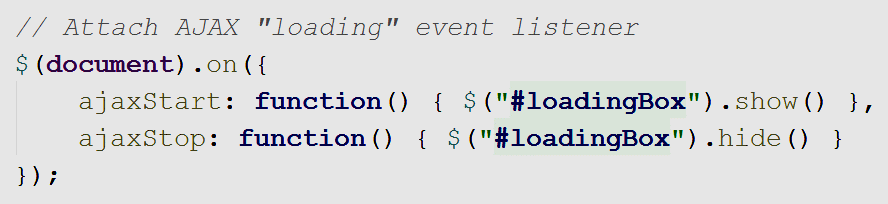 // Attach AJAX "loading" event listener
$(document).on({
    ajaxStart: function() { $("#loadingBox").show() },
    ajaxStop: function() { $("#loadingBox").hide() }
});